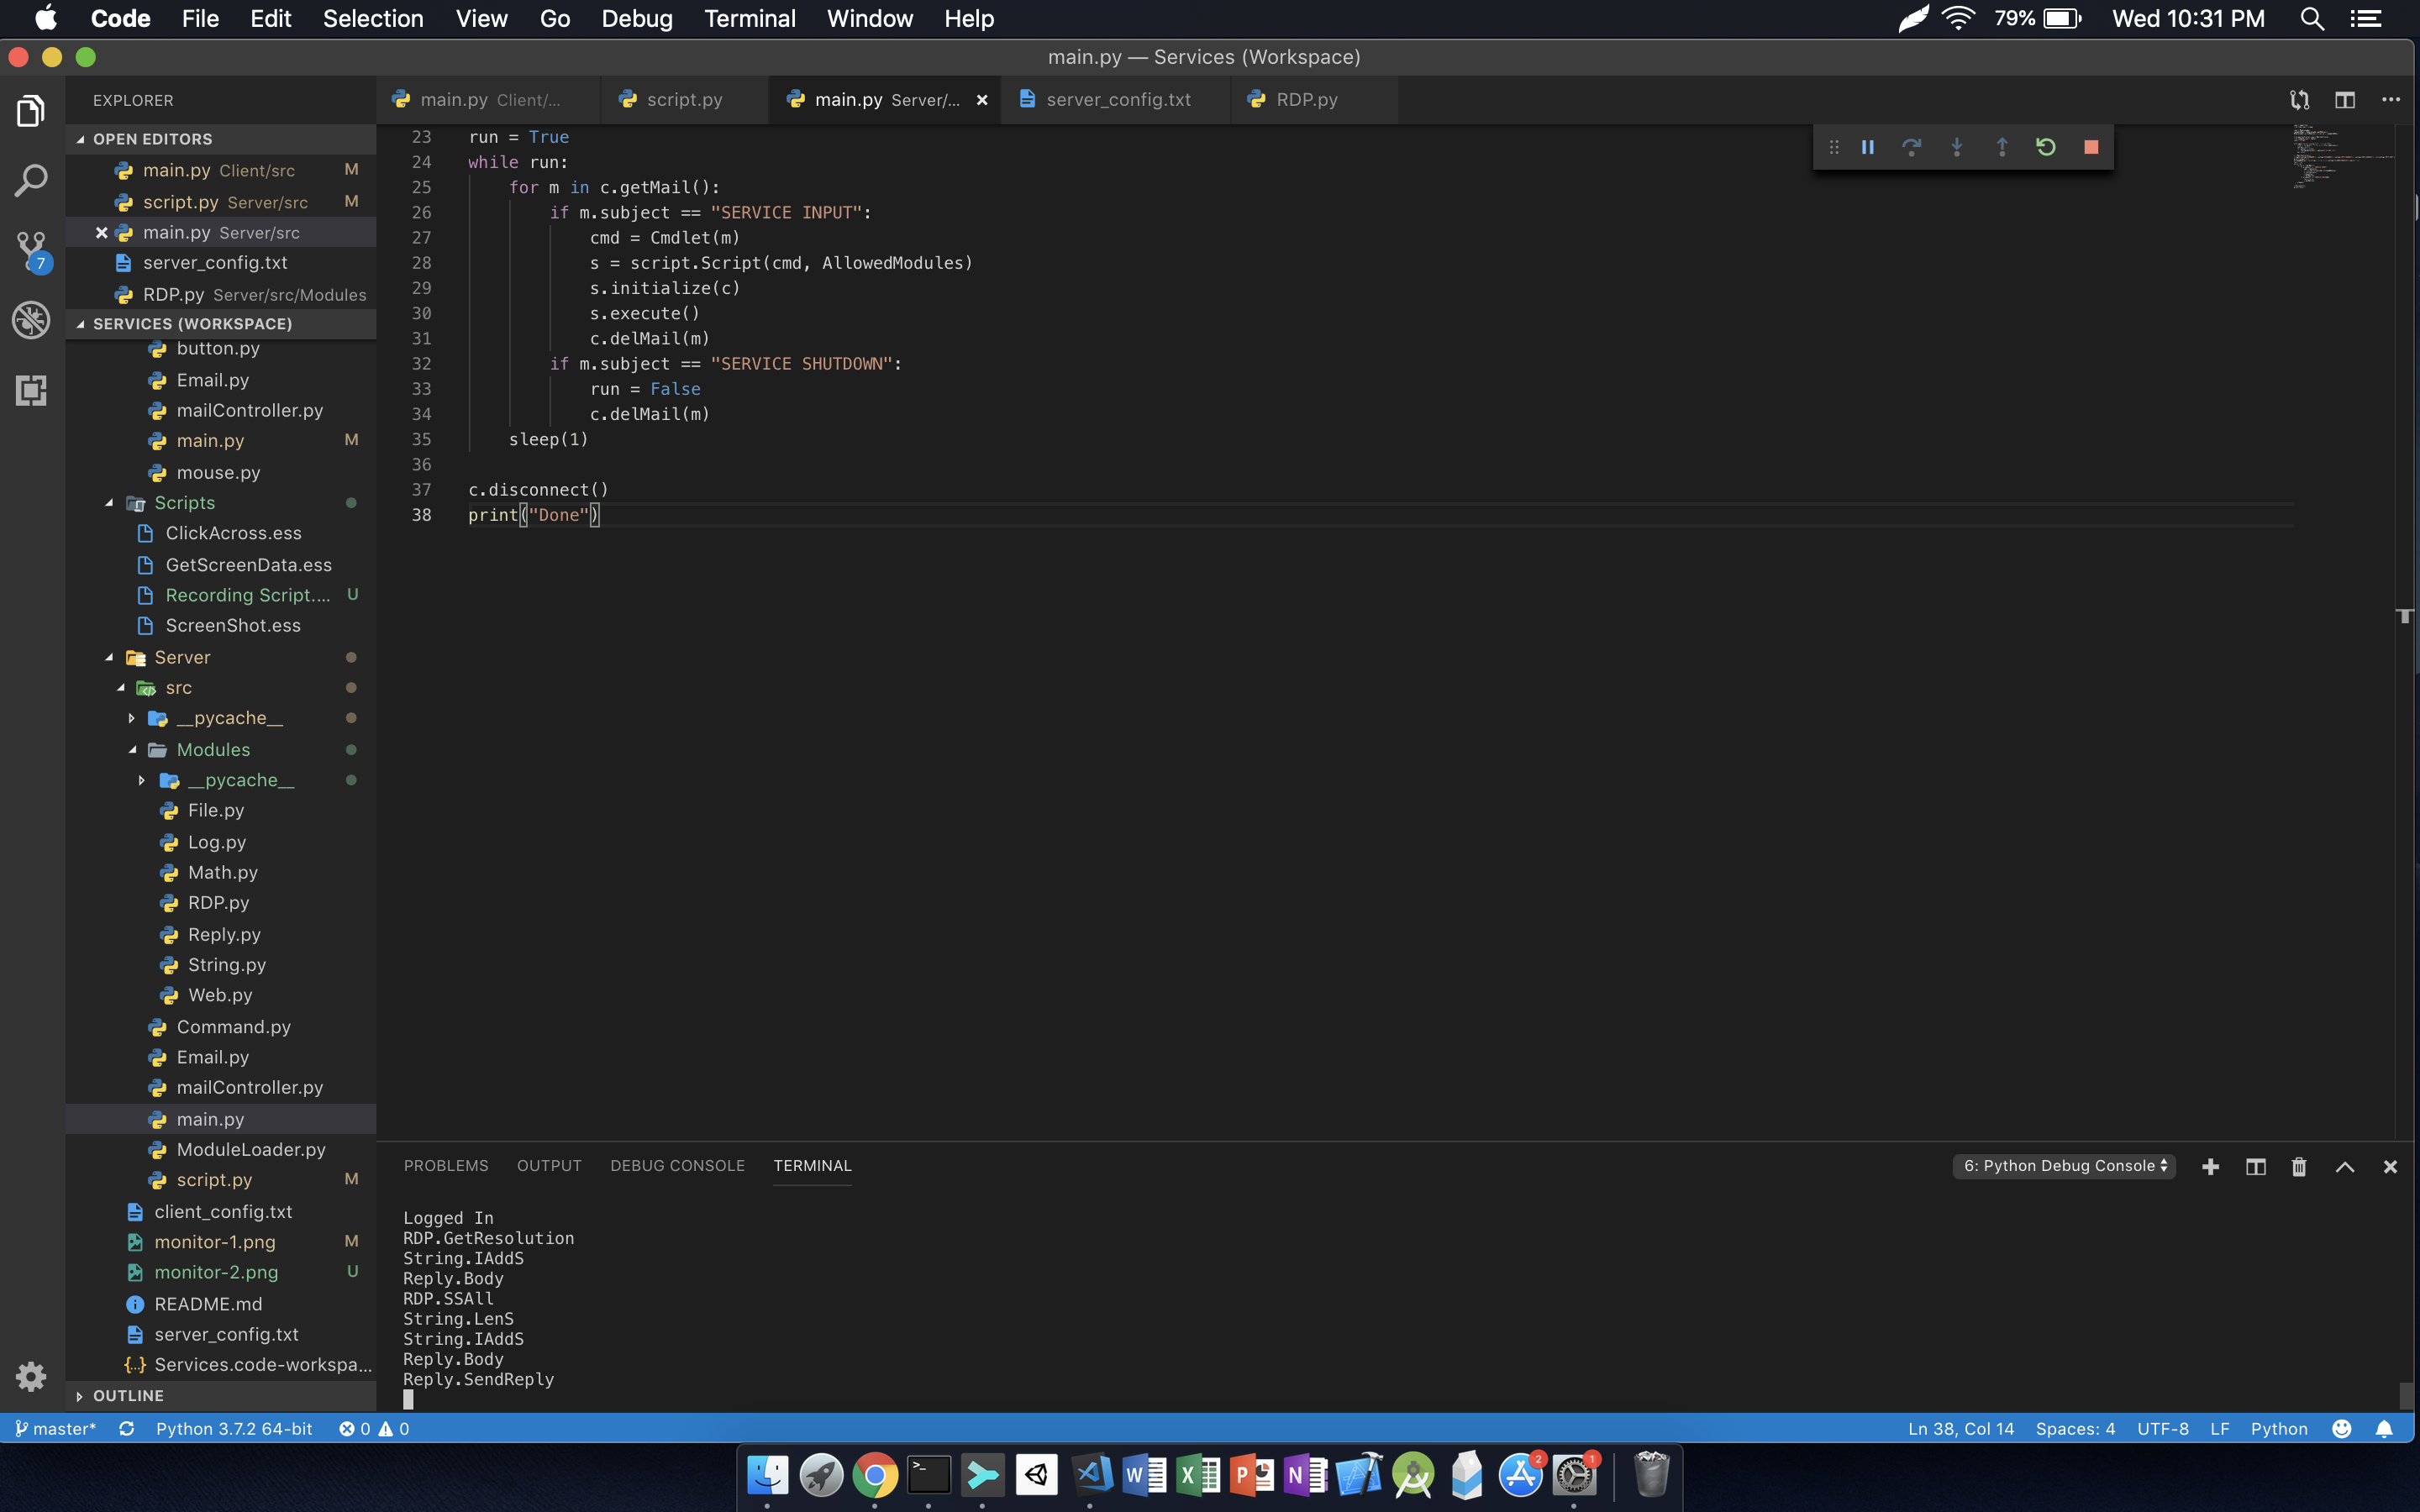 Code File Edit Selection View Go Debug Terminal Window Help 79% Wed 10:31 PM
main.py — Services (Workspace)
EXPLORER
main.py Client/... script.py main.py Server/... server_config.txt RDP.py
OPEN EDITORS
main.py Client/src M
script.py Server/src M
main.py Server/src
server_config.txt
RDP.py Server/src/Modules
7
SERVICES (WORKSPACE)
button.py
Email.py
mailController.py
main.py M
mouse.py
Scripts
ClickAcross.ess
GetScreenData.ess
Recording Script.... U
ScreenShot.ess
Server
src
__pycache__
Modules
__pycache__
File.py
Log.py
Math.py
RDP.py
Reply.py
String.py
Web.py
Command.py
Email.py
mailController.py
main.py
ModuleLoader.py
script.py M
client_config.txt
monitor-1.png M
monitor-2.png U
README.md
server_config.txt
{..} Services.code-workspa...
OUTLINE
23 run = True
24 while run:
25 for m in c.getMail():
26 if m.subject == "SERVICE INPUT":
27 cmd = Cmdlet(m)
28 s = script.Script(cmd, AllowedModules)
29 s.initialize(c)
30 s.execute()
31 c.delMail(m)
32 if m.subject == "SERVICE SHUTDOWN":
33 run = False
34 c.delMail(m)
35 sleep(1)
36
37 c.disconnect()
38 print("Done")
PROBLEMS OUTPUT DEBUG CONSOLE TERMINAL 6: Python Debug Console
Logged In
RDP.GetResolution
String.IAddS
Reply.Body
RDP.SSAll
String.LenS
String.IAddS
Reply.Body
Reply.SendReply
master* Python 3.7.2 64-bit 0 0 Ln 38, Col 14 Spaces: 4 UTF-8 LF Python
>_ W X P N 2 1